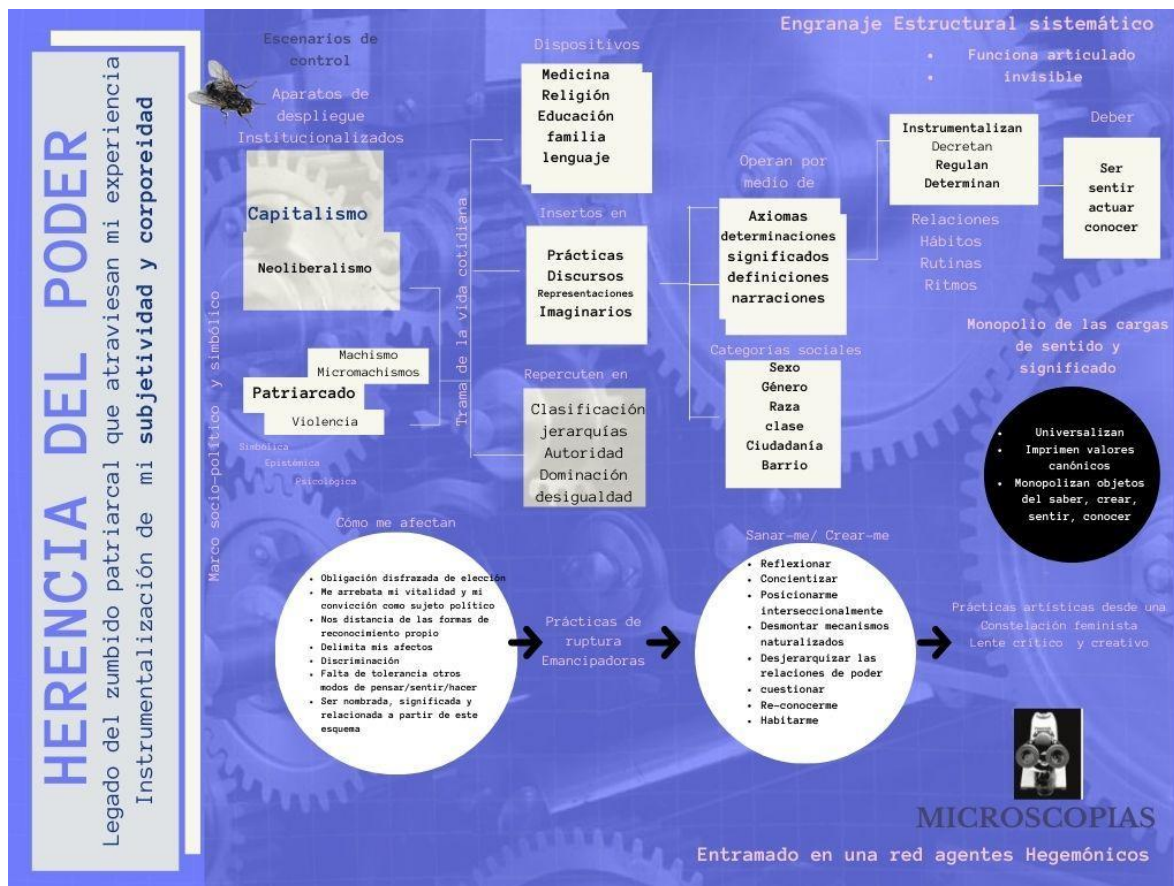 HERENCIA DEL PODER
Legado del zumbido patriarcal que atraviesan mi experiencia
Instrumentalización de mi subjetividad y corporeidad
Escenarios de
control
Aparatos de
despliegue
Institucionalizados
Capitalismo
Neoliberalismo
Machismo
Micromachismos
Patriarcado
Violencia
Simbólica
Epistómica
Psicológica
Marco socio-político y simbólico
Trama de la vida cotidiana
Dispositivos
Medicina
Religión
Educación
familia
lenguaje
Insertos en
Prácticas
Discursos
Representaciones
Imaginarios
Repercuten en
Clasificación
jerarquías
Autoridad
Dominación
desigualdad
Operan por
medio de
Axiomas
determinaciones
significados
definiciones
narraciones
Categorías sociales
Sexo
Género
Raza
clase
Ciudadanía
Barrio
Engranaje Estructural sistemático
• Funciona articulado
• invisible
Instrumentalizan
Decretan
Regulan
Determinan
Relaciones
Hábitos
Rutinas
Ritmos
Deber
Ser
sentir
actuar
conocer
Monopolio de las cargas
de sentido y
significado
• Universalizan
• Imprimen valores
canónicos
• Monopolizan objetos
del saber, crear,
sentir, conocer
Cómo me afectan
• Obligación disfrazada de elección
• Me arrebata mi vitalidad y mi
convicción como sujeto político
• Nos distancia de las formas de
reconocimiento propio
• Delimita mis afectos
• Discriminación
• Falta de tolerancia otros
modos de pensar/sentir/hacer
• Ser nombrada, significada y
relacionada a partir de este
esquema
Prácticas de
ruptura
Emancipadoras
Sanar-me/ Crear-me
• Reflexionar
• Concientizar
• Posicionarme
interseccionalmente
• Desmontar mecanismos
naturalizados
• Desjerarquizar las
relaciones de poder
• cuestionar
• Re-conocerme
• Habitarme
Prácticas artísticas desde una
Constelación feminista
Lente crítico y creativo
MICROSCOPIAS
Entramado en una red agentes Hegemónicos